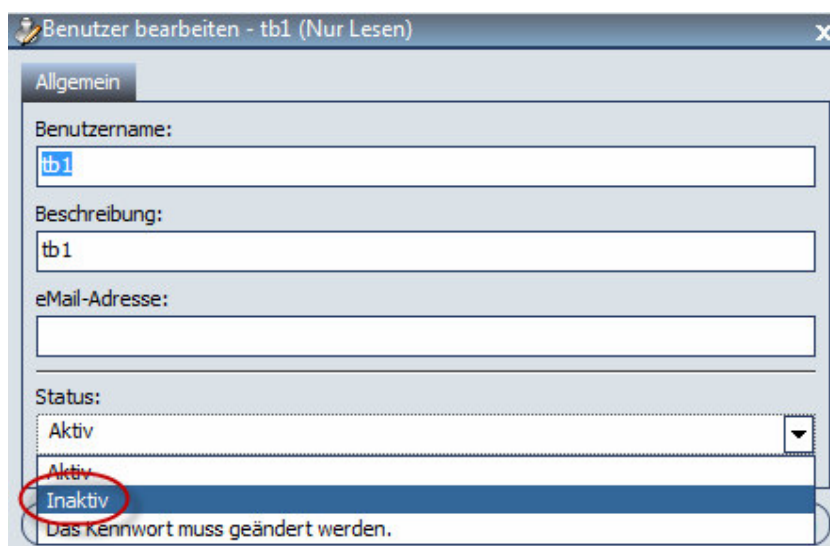 Benutzer bearbeiten - tb1 (Nur Lesen)
Allgemein
Benutzername:
tb1
Beschreibung:
tb1
eMail-Adresse:
Status:
Aktiv
Aktiv
Inaktiv
Das Kennwort muss geändert werden.